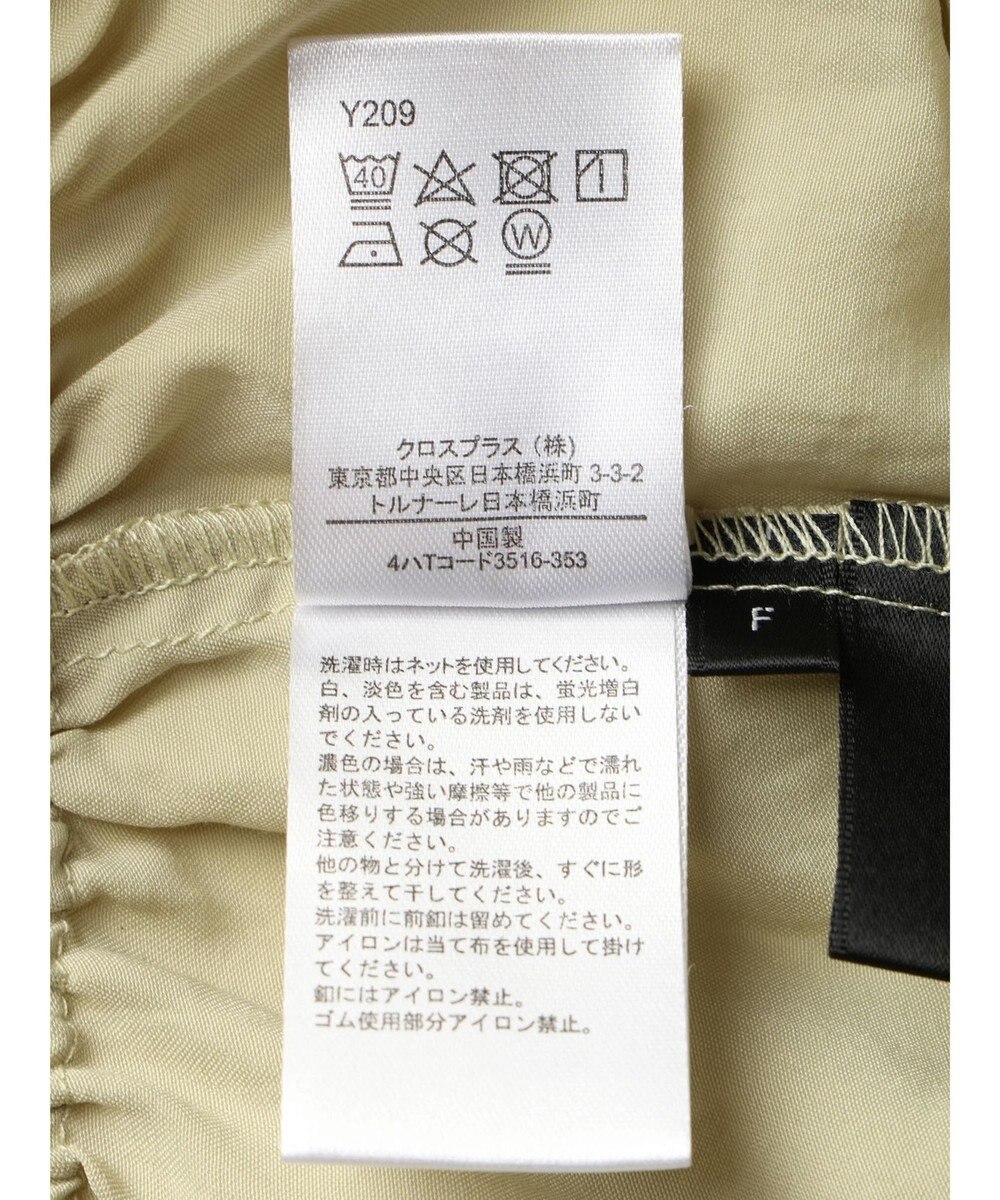 Y209
40
W
クロスプラス（株）
東京都中央区日本橋浜町 3-3-2
トルナーレ日本橋浜町
中国製
4ハTコード3516-353
F
洗濯時はネットを使用してください。
白、淡色を含む製品は、蛍光増白
剤の入っている洗剤を使用しない
でください。
濃色の場合は、汗や雨などで濡れ
た状態や強い摩擦等で他の製品に
色移りする場合がありますのでご
注意ください。
他の物と分けて洗濯後、すぐに形
を整えて干してください。
洗濯前に前釦は留めてください。
アイロンは当て布を使用して掛け
てください。
釦にはアイロン禁止。
ゴム使用部分アイロン禁止。